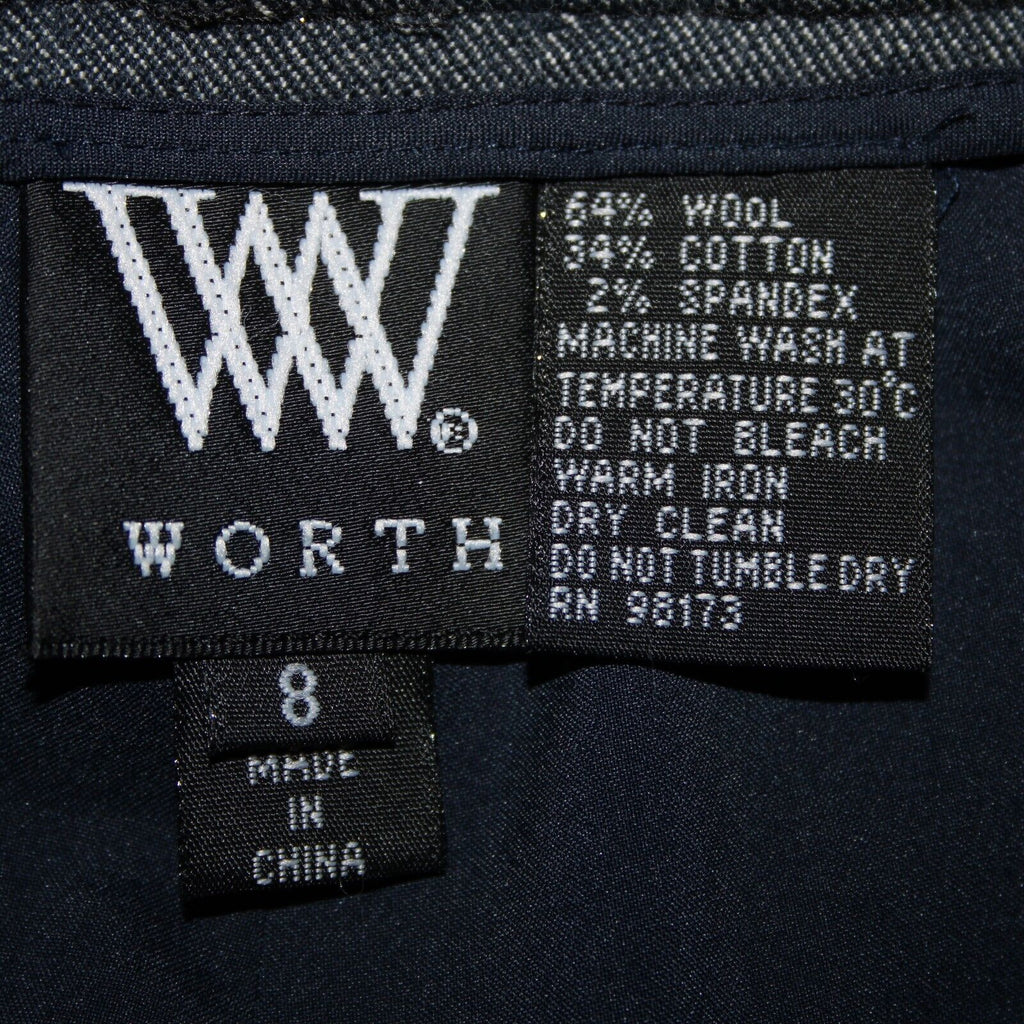 W ®
WORTH
64% WOOL
34% COTTON
2% SPANDEX
MACHINE WASH AT
TEMPERATURE 30°C
DO NOT BLEACH
WARM IRON
DRY CLEAN
DO NOT TUMBLE DRY
RN 98173
8
MADE
IN
CHINA